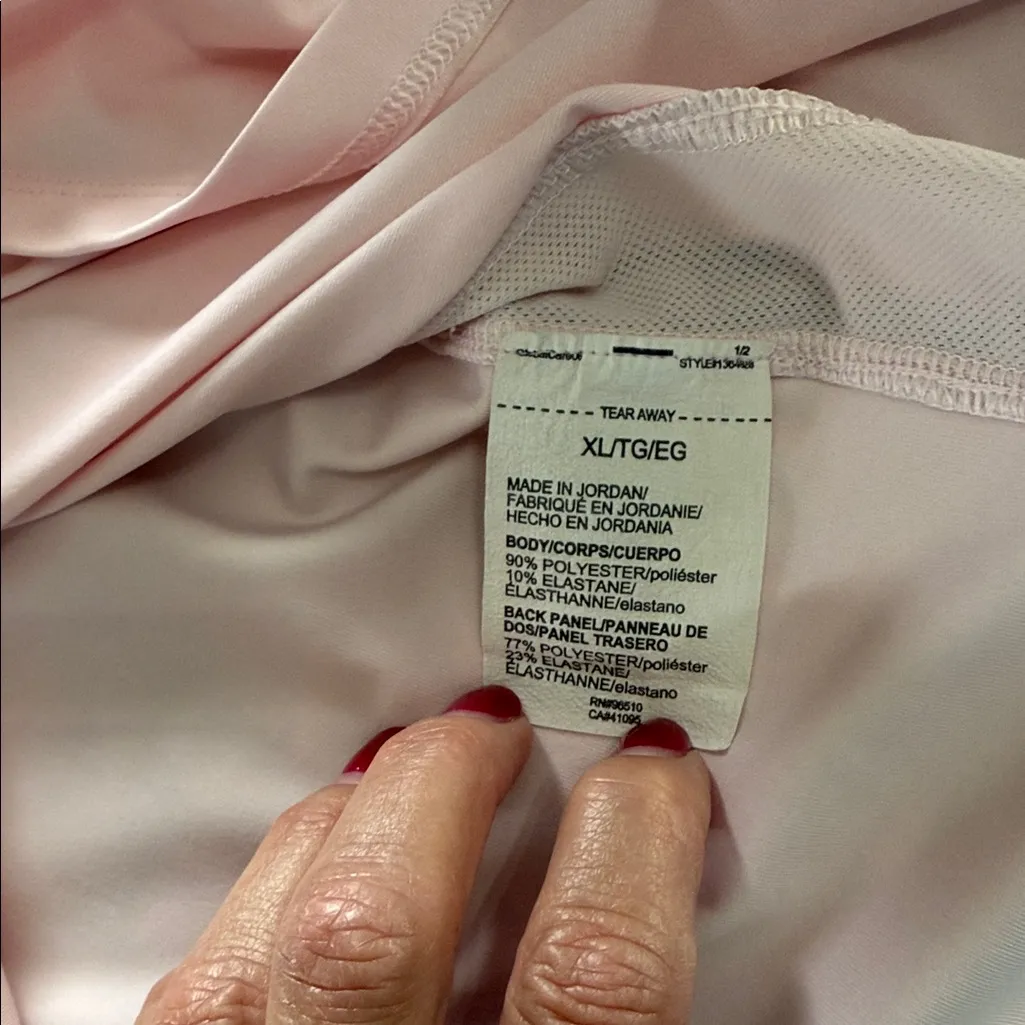 1/2
TEAR AWAY
XL/TG/EG
MADE IN JORDAN/
FABRIQUÉ EN JORDANIE/
HECHO EN JORDANIA
BODY/CORPS/CUERPO
90% POLYESTER/poliéster
10% ELASTANE/
ÉLASTHANNE/elastano
BACK PANEL/PANNEAU DE
DOS/PANEL TRASERO
77% POLYESTER/poliéster
23% ELASTANE/
ÉLASTHANNE/elastano
RN#96510
CA#41095